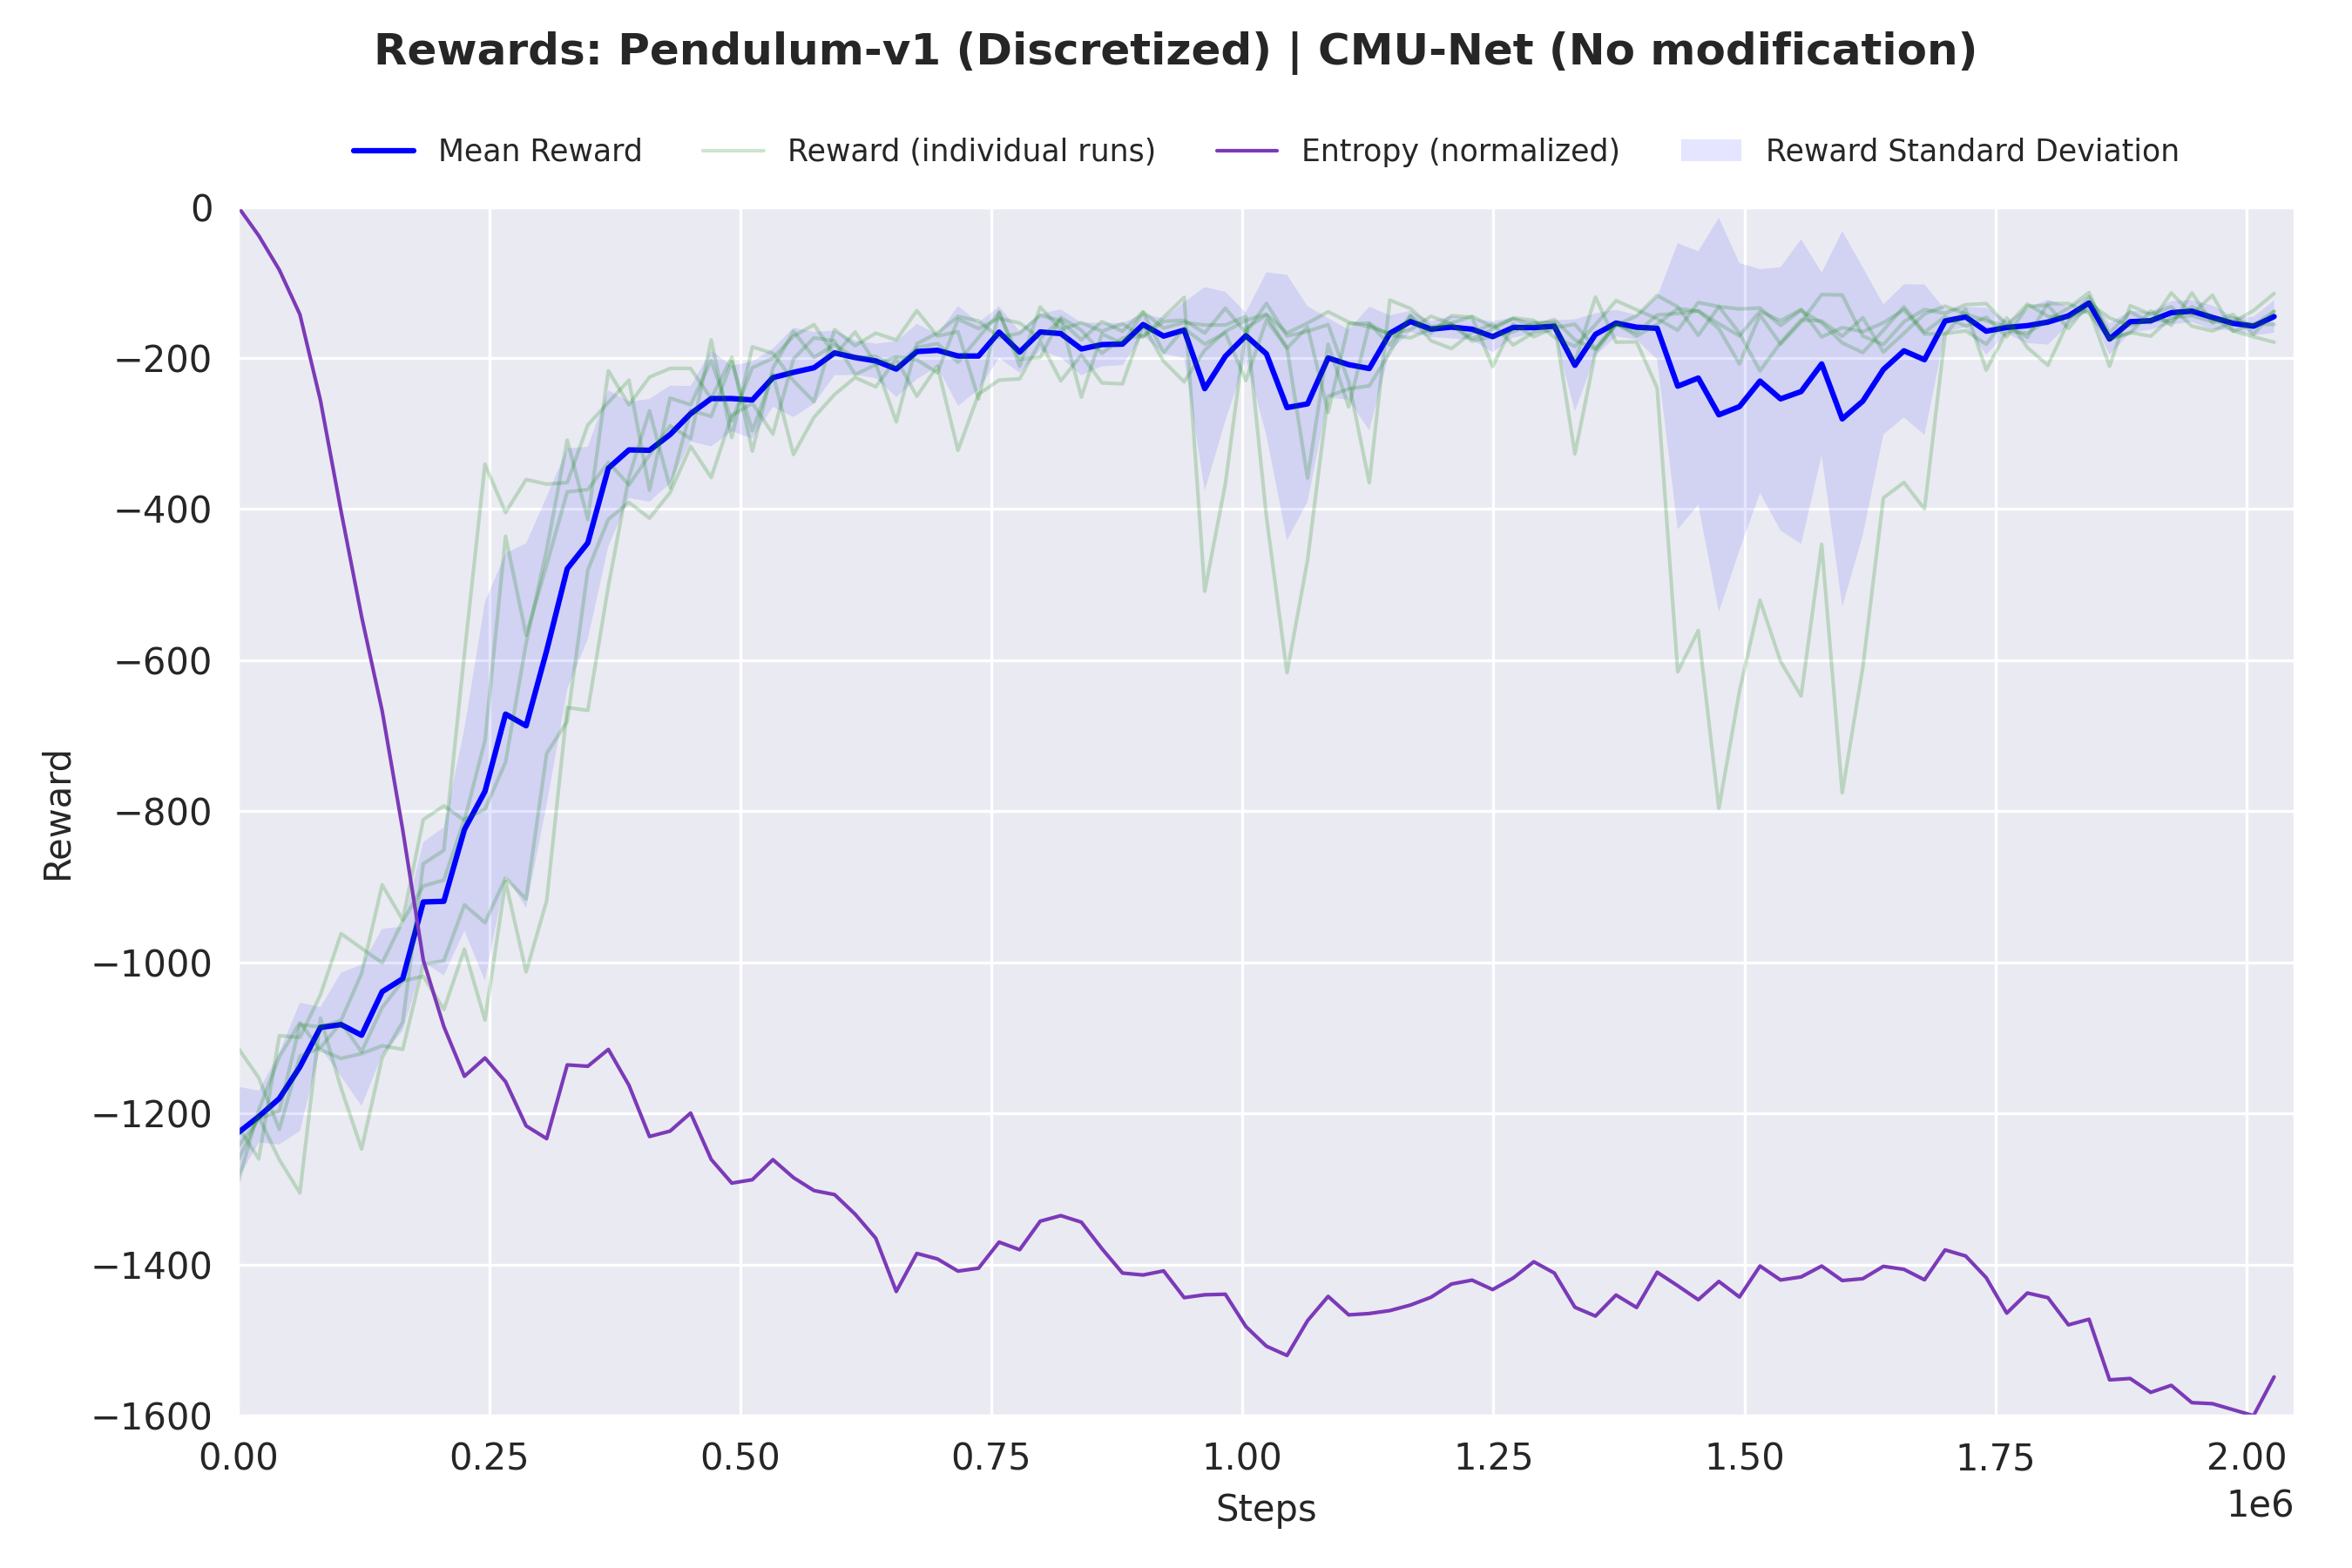 Rewards: Pendulum-v1 (Discretized) | CMU-Net (No modification)
Mean Reward Reward (individual runs) Entropy (normalized) Reward Standard Deviation
0
−200
−400
−600
−800
−1000
−1200
−1400
−1600
Reward
0.00 0.25 0.50 0.75 1.00 1.25 1.50 1.75 2.00
1e6
Steps